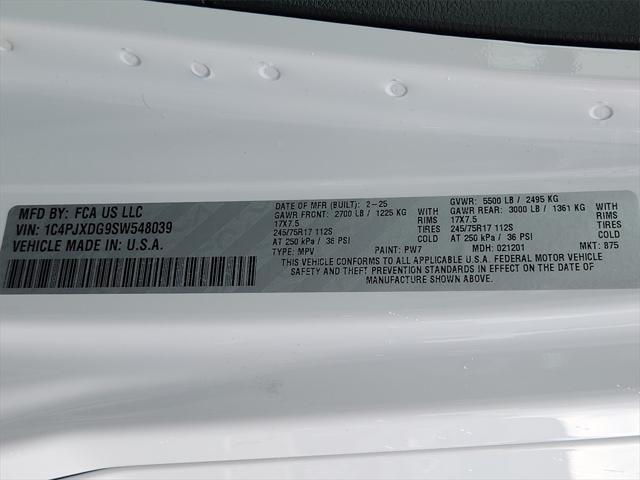 MFD BY: FCA US LLC
VIN: 1C4PJXDG9SW548039
VEHICLE MADE IN: U.S.A.
DATE OF MFR (BUILT): 2-25
GAWR FRONT: 2700 LB / 1225 KG
17X7.5 RIMS
245/75R17 112S TIRES
AT 250 kPa / 36 PSI COLD
GVWR: 5500 LB / 2495 KG
GAWR REAR: 3000 LB / 1361 KG
17X7.5 RIMS
245/75R17 112S TIRES
AT 250 kPa / 36 PSI COLD
TYPE: MPV PAINT: PW7 MDH: 021201 MKT: 875
THIS VEHICLE CONFORMS TO ALL APPLICABLE U.S.A. FEDERAL MOTOR VEHICLE
SAFETY AND THEFT PREVENTION STANDARDS IN EFFECT ON THE DATE OF
MANUFACTURE SHOWN ABOVE.